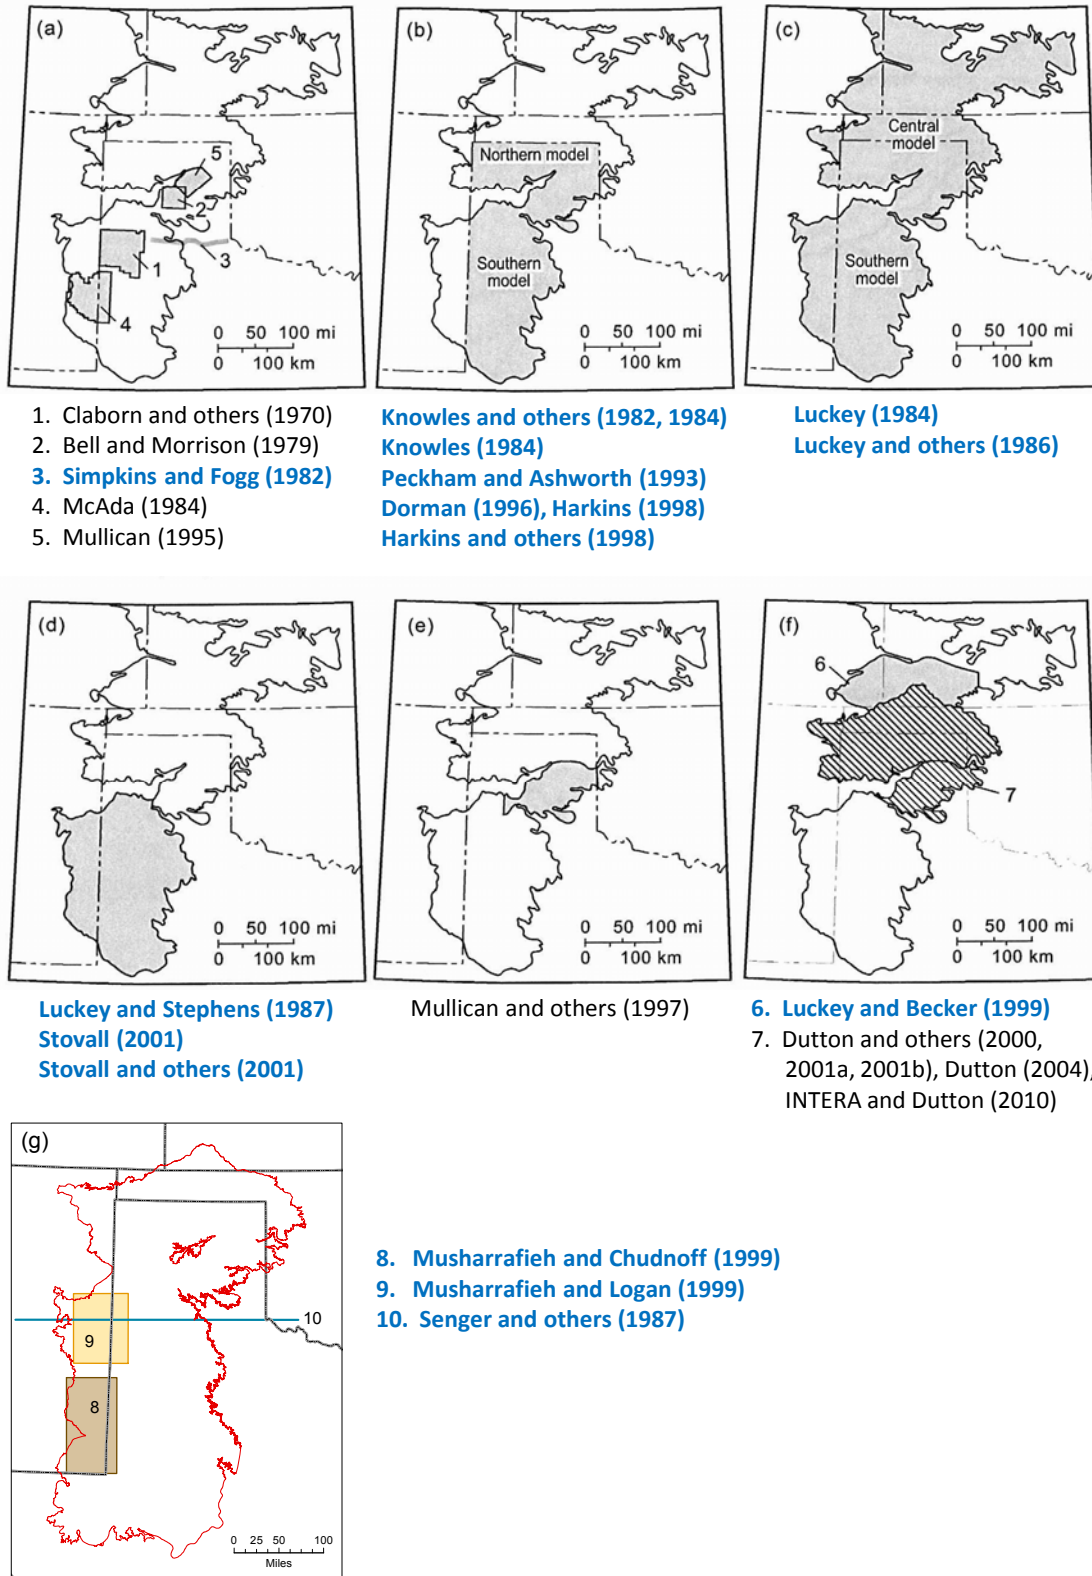 (a)
5
2
3
1
4
0 50 100 mi
0 100 km
(b)
Northern model
Southern
model
0 50 100 mi
0 100 km
(c)
Central
model
Southern
model
0 50 100 mi
0 100 km
1. Claborn and others (1970)
2. Bell and Morrison (1979)
3. Simpkins and Fogg (1982)
4. McAda (1984)
5. Mullican (1995)
Knowles and others (1982, 1984)
Knowles (1984)
Peckham and Ashworth (1993)
Dorman (1996), Harkins (1998)
Harkins and others (1998)
Luckey (1984)
Luckey and others (1986)
(d)
0 50 100 mi
0 100 km
(e)
0 50 100 mi
0 100 km
(f)
6
7
0 50 100 mi
0 100 km
Luckey and Stephens (1987)
Stovall (2001)
Stovall and others (2001)
Mullican and others (1997)
6. Luckey and Becker (1999)
7. Dutton and others (2000,
2001a, 2001b), Dutton (2004),
INTERA and Dutton (2010)
(g)
10
9
8
0 25 50 100
Miles
8. Musharrafieh and Chudnoff (1999)
9. Musharrafieh and Logan (1999)
10. Senger and others (1987)